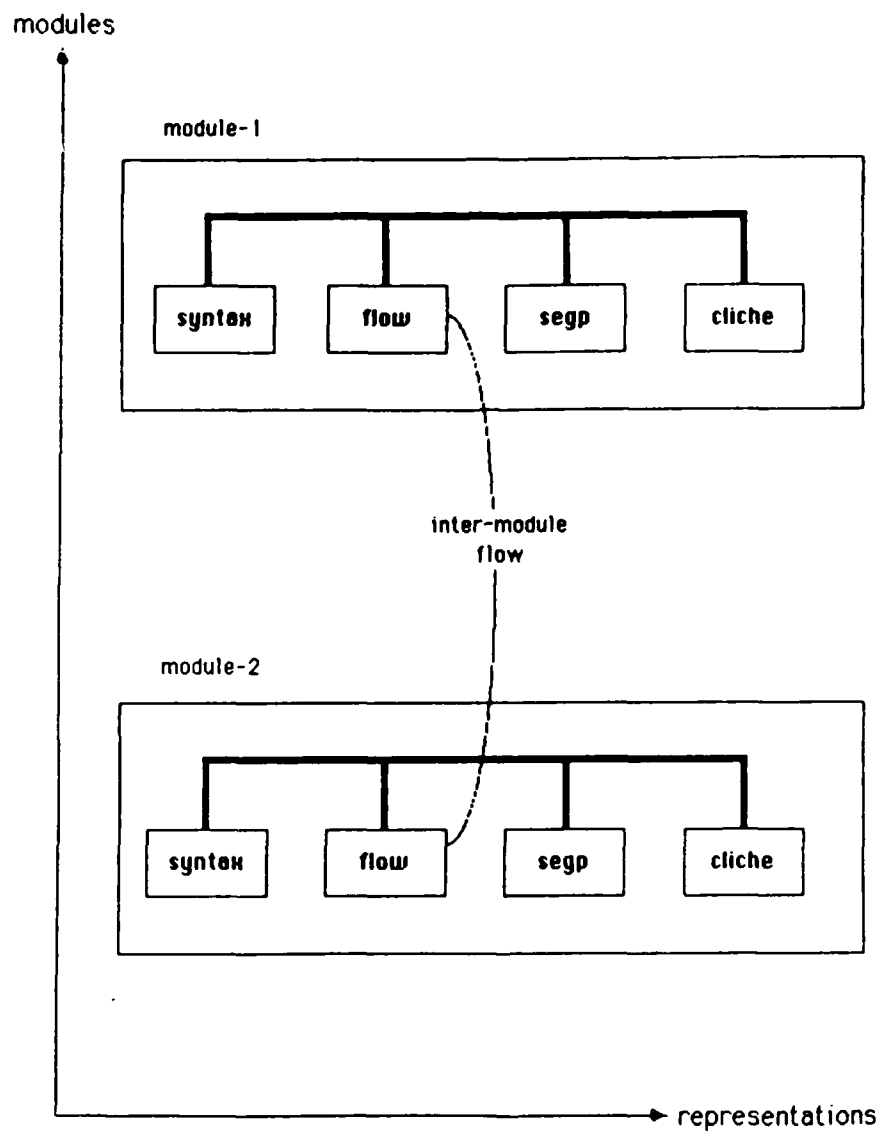 modules
module-1
syntax flow segp cliche
inter-module
flow
module-2
syntax flow segp cliche
representations